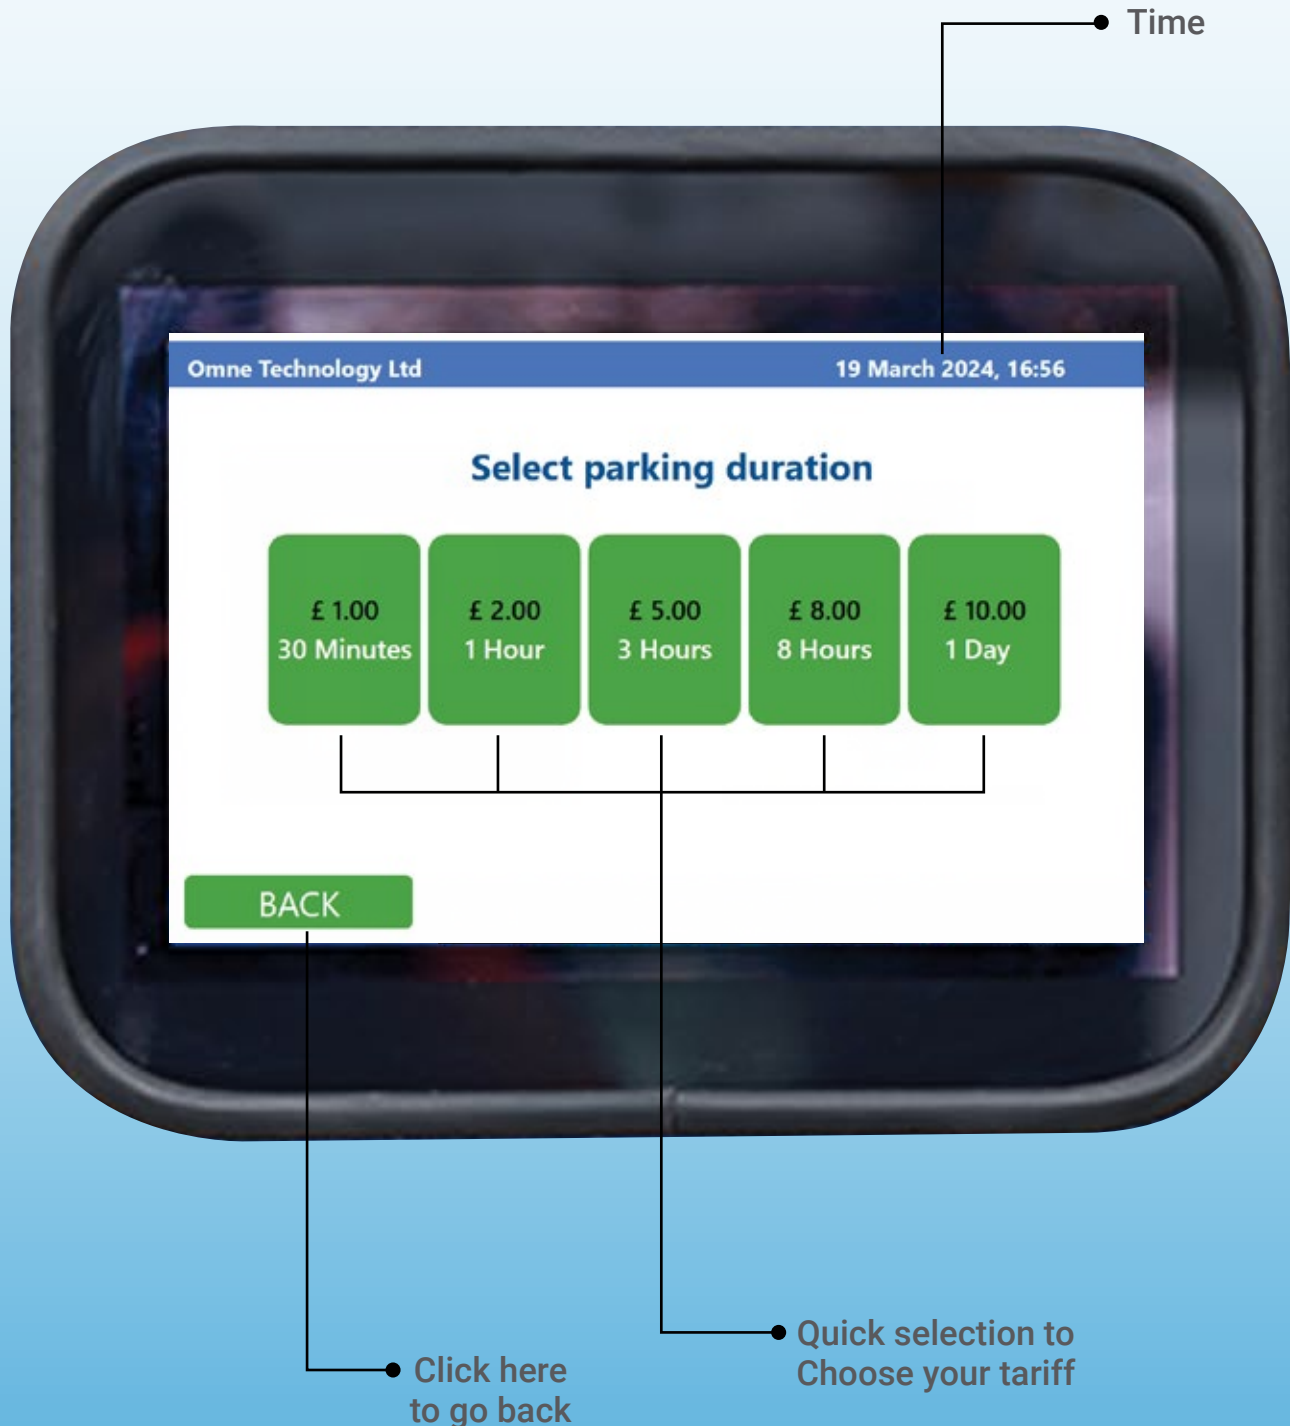 Time
Omne Technology Ltd 19 March 2024, 16:56
Select parking duration
£ 1.00 £ 2.00 £ 5.00 £ 8.00 £ 10.00
30 Minutes 1 Hour 3 Hours 8 Hours 1 Day
BACK
Quick selection to
Choose your tariff
Click here
to go back